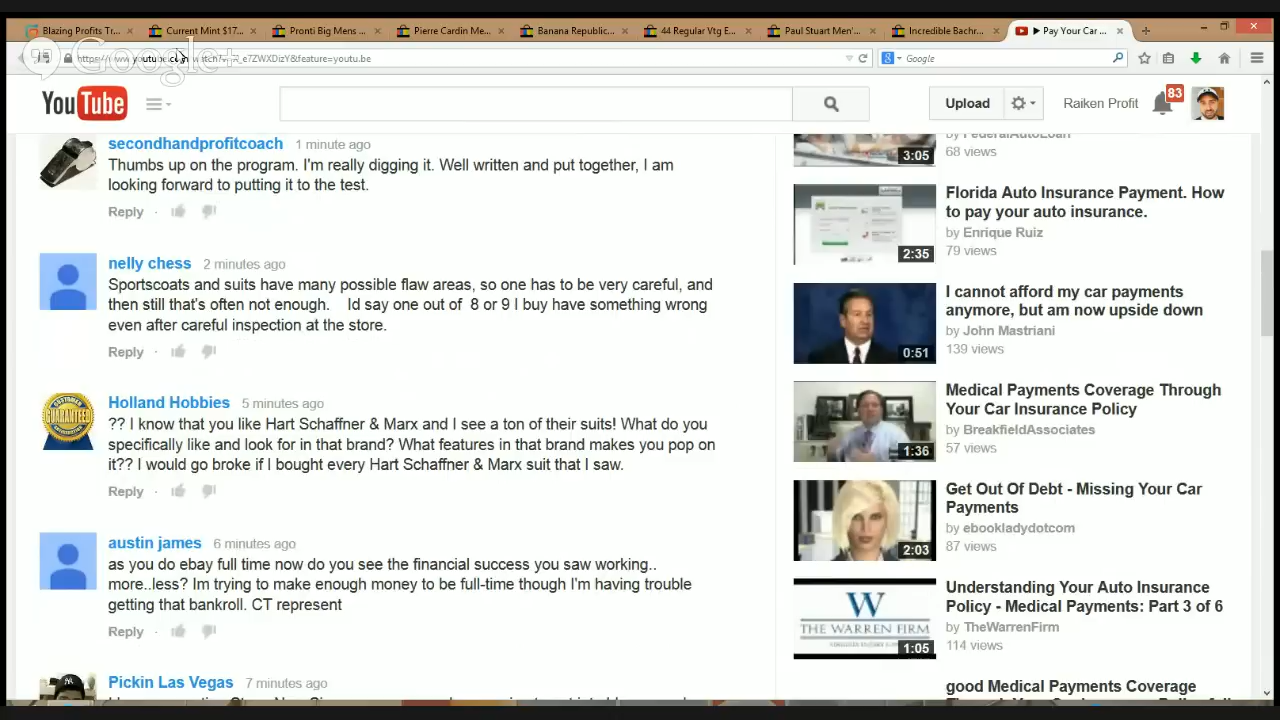 Blazing Profits Tr...
Current Mint $17...
Pronti Big Mens ...
Pierre Cardin Me...
Banana Republic...
44 Regular Vtg E...
Paul Stuart Men'...
Incredible Bachr...
Pay Your Car ...
Google+
Google
YouTube
Upload
Raiken Profit
83
secondhandprofitcoach 1 minute ago
Thumbs up on the program. I'm really digging it. Well written and put together, I am
looking forward to putting it to the test.
Reply
nelly chess 2 minutes ago
Sportscoats and suits have many possible flaw areas, so one has to be very careful, and
then still that's often not enough. Id say one out of 8 or 9 I buy have something wrong
even after careful inspection at the store.
Reply
Holland Hobbies 5 minutes ago
?? I know that you like Hart Schaffner & Marx and I see a ton of their suits! What do you
specifically like and look for in that brand? What features in that brand makes you pop on
it?? I would go broke if I bought every Hart Schaffner & Marx suit that I saw.
Reply
GUARANTEED
austin james 6 minutes ago
as you do ebay full time now do you see the financial success you saw working..
more..less? Im trying to make enough money to be full-time though I'm having trouble
getting that bankroll. CT represent
Reply
Pickin Las Vegas 7 minutes ago
by FederalAutoLoan
68 views
3:05
Florida Auto Insurance Payment. How
to pay your auto insurance.
by Enrique Ruiz
79 views
2:35
I cannot afford my car payments
anymore, but am now upside down
by John Mastriani
139 views
0:51
Medical Payments Coverage Through
Your Car Insurance Policy
by BreakfieldAssociates
57 views
1:36
Get Out Of Debt - Missing Your Car
Payments
by ebookladydotcom
87 views
2:03
Understanding Your Auto Insurance
Policy - Medical Payments: Part 3 of 6
by TheWarrenFirm
114 views
W
THE WARREN FIRM
1:05
good Medical Payments Coverage